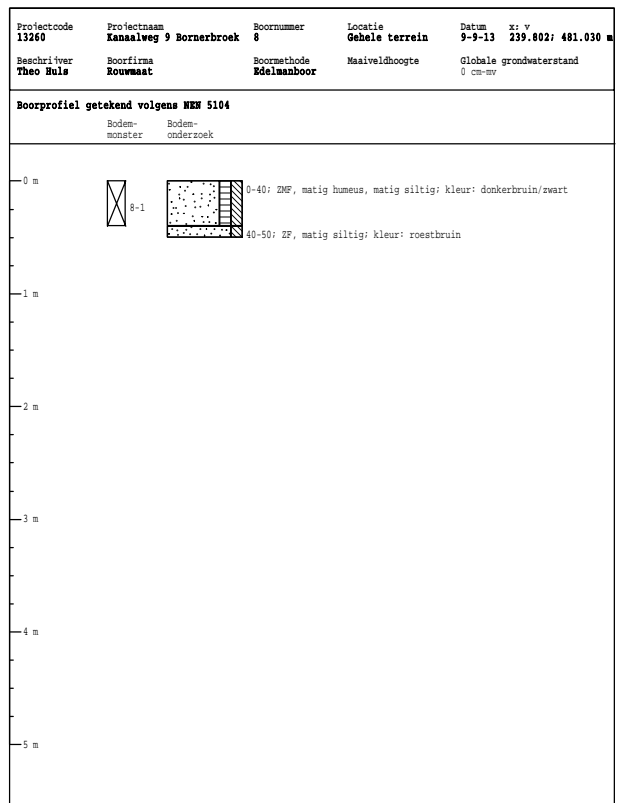 Projectcode Projectnaam Boornummer Locatie Datum x: v
13260 Kanaalweg 9 Bornerbroek 8 Gehele terrein 9-9-13 239.802; 481.030 m
Beschrijver Boorfirma Boormethode Maaiveldhoogte Globale grondwaterstand
Theo Huls Rouwmaat Edelmanboor 0 cm-mv
Boorprofiel getekend volgens NEN 5104
Bodem- Bodem-
monster onderzoek
0 m
0-40; ZMF, matig humeus, matig siltig; kleur: donkerbruin/zwart
8-1
40-50; ZF, matig siltig; kleur: roestbruin
1 m
2 m
3 m
4 m
5 m